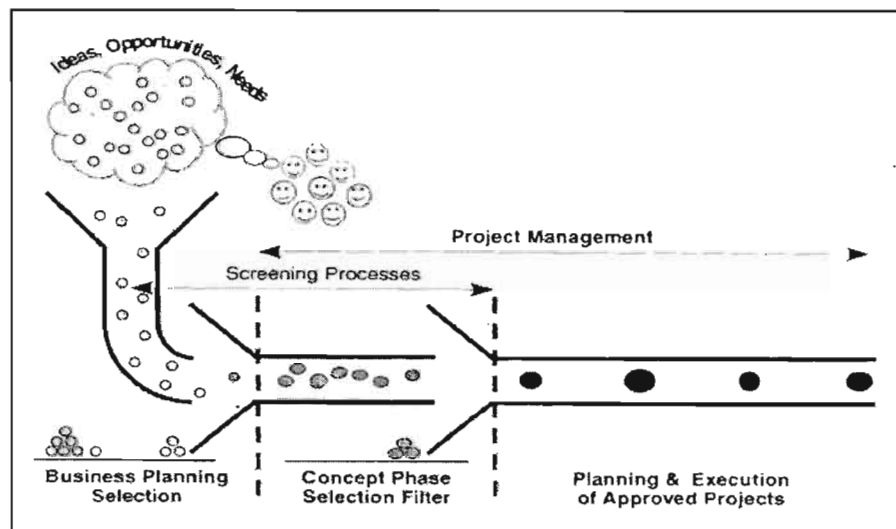 Ideas, Opportunities, Needs
Project Management
Screening Processes
Business Planning
Selection
Concept Phase
Selection Filter
Planning & Execution
of Approved Projects